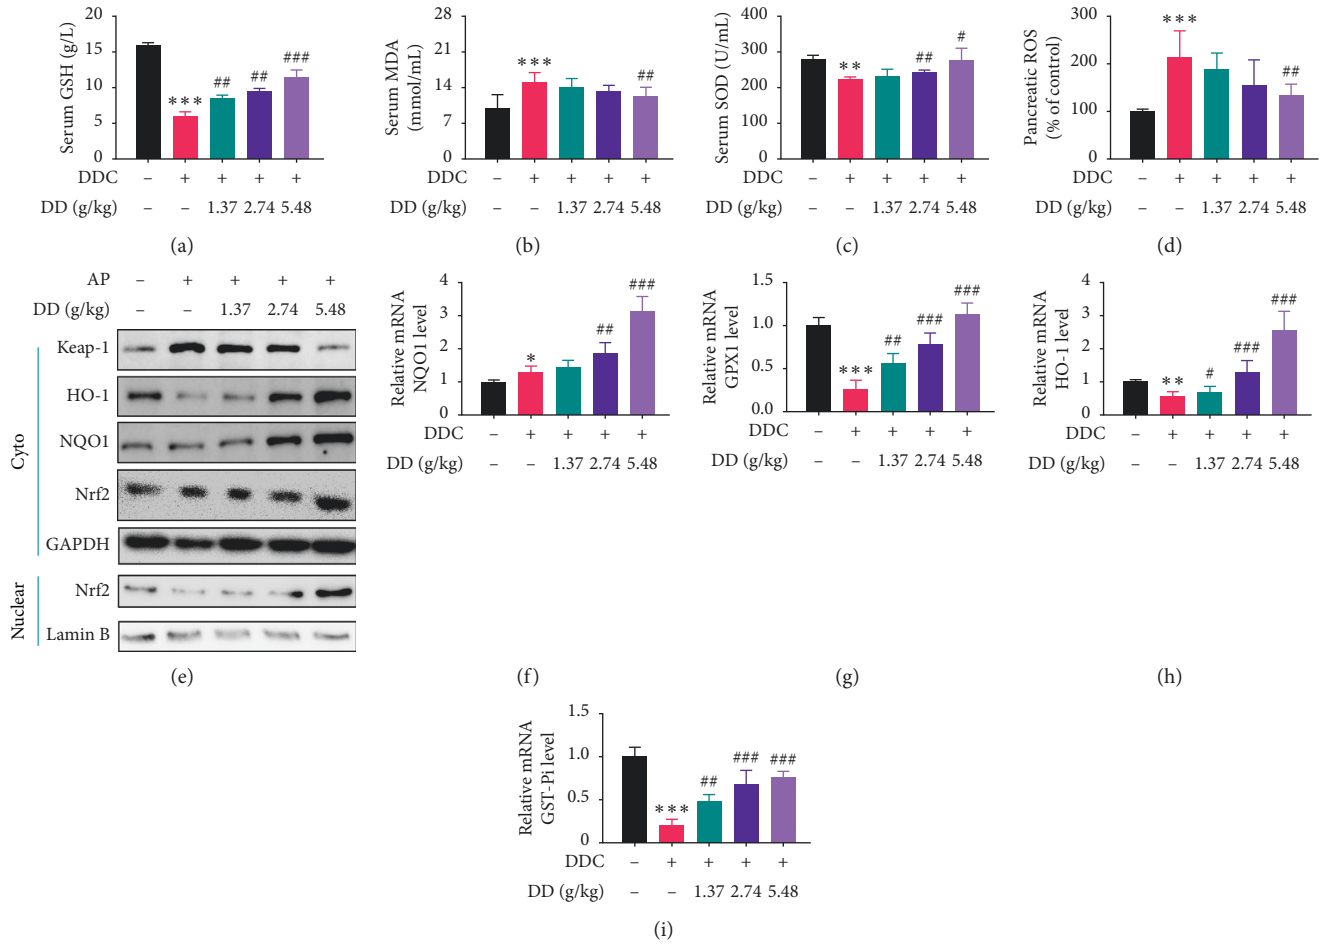 Serum GSH (g/L)
20
15
10
5
0
***
##
##
###
DDC – + + + +
DD (g/kg) – – 1.37 2.74 5.48
(a)
Serum MDA
(mmol/mL)
28
21
14
7
0
***
##
DDC – + + + +
DD (g/kg) – – 1.37 2.74 5.48
(b)
Serum SOD (U/mL)
400
300
200
100
0
**
##
#
DDC – + + + +
DD (g/kg) – – 1.37 2.74 5.48
(c)
Pancreatic ROS
(% of control)
300
200
100
0
***
##
DDC – + + + +
DD (g/kg) – – 1.37 2.74 5.48
(d)
AP – + + + +
DD (g/kg) – – 1.37 2.74 5.48
Cyto
Keap-1
HO-1
NQO1
Nrf2
GAPDH
Nuclear
Nrf2
Lamin B
(e)
Relative mRNA
NQO1 level
4
3
2
1
0
*
##
###
DDC – + + + +
DD (g/kg) – – 1.37 2.74 5.48
(f)
Relative mRNA
GPX1 level
1.5
1.0
0.5
0.0
***
##
###
###
DDC – + + + +
DD (g/kg) – – 1.37 2.74 5.48
(g)
Relative mRNA
HO-1 level
4
3
2
1
0
**
#
###
###
DDC – + + + +
DD (g/kg) – – 1.37 2.74 5.48
(h)
Relative mRNA
GST-Pi level
1.5
1.0
0.5
0
***
##
###
###
DDC – + + + +
DD (g/kg) – – 1.37 2.74 5.48
(i)